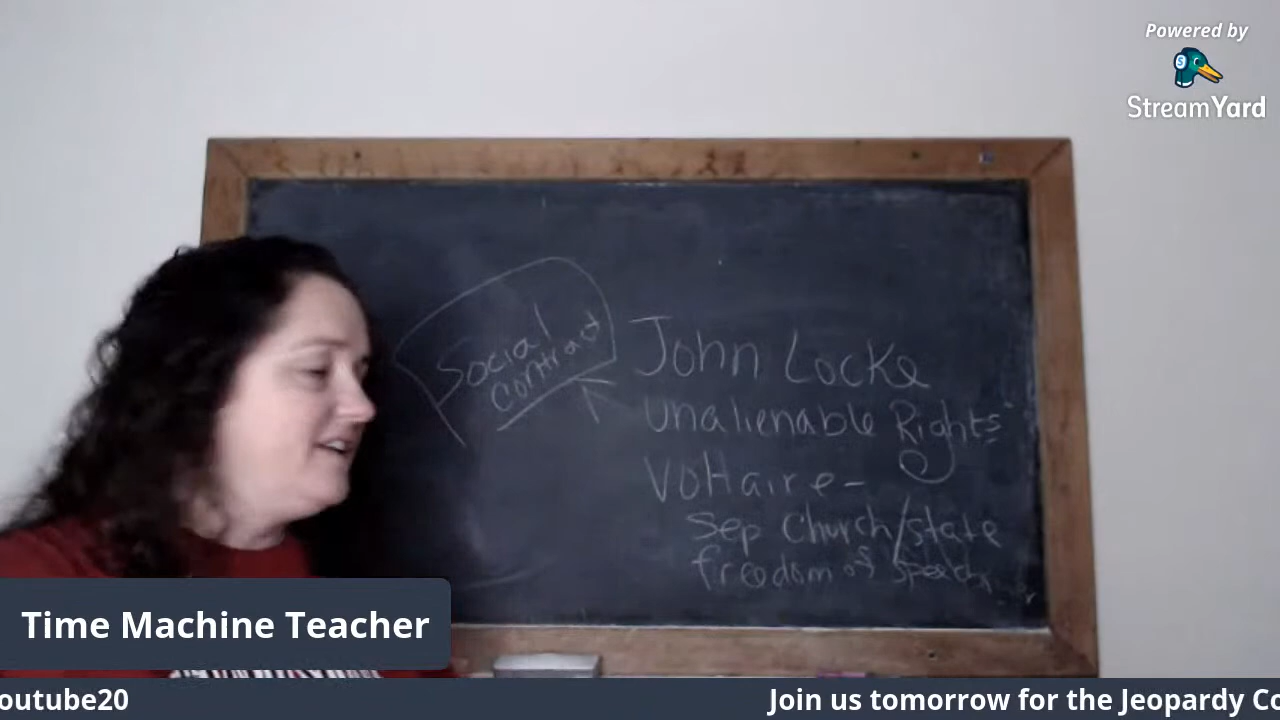 Powered by
StreamYard
Social
contract
John Locke
Unalienable Rights
Voltaire-
Sep Church/State
freedom of speech
Time Machine Teacher
outube20
Join us tomorrow for the Jeopardy Co